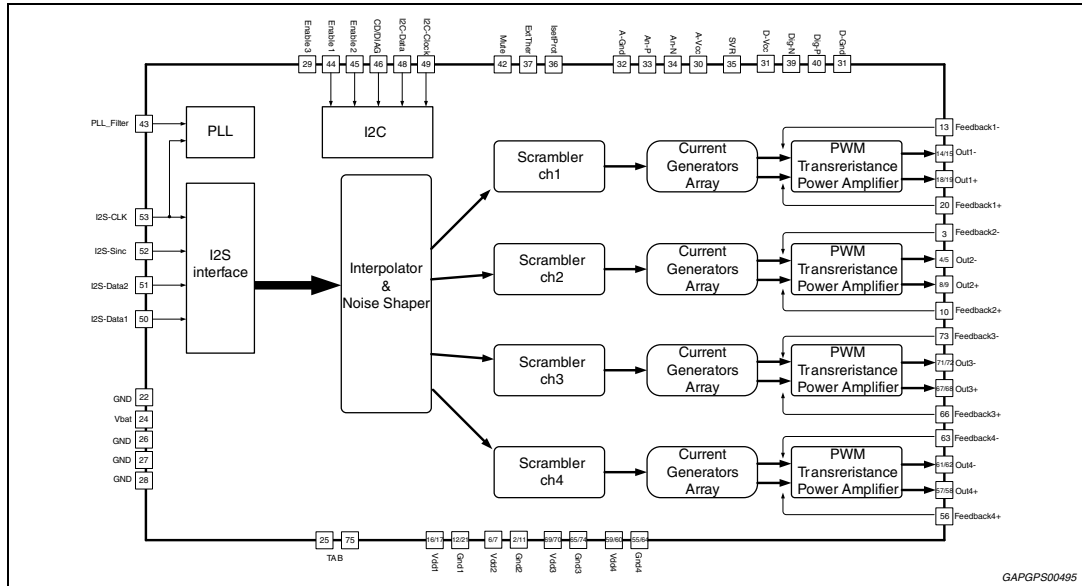 Enable3
Enable1
Enable2
CD/DIAG
I2C-Data
I2C-Clock
Mute
ExtTher
IsetProt
A-Gnd
An-P
An-N
A-Vcc
SVR
D-Vcc
Dig-N
Dig-P
D-Gnd
29 44 45 46 48 49 42 37 36 32 33 34 30 35 31 39 40 31
PLL_Filter 43
PLL
I2C
I2S-CLK 53
I2S-Sinc 52
I2S-Data2 51
I2S-Data1 50
I2S
interface
Interpolator
&
Noise Shaper
Scrambler
ch1
Current
Generators
Array
PWM
Transreristance
Power Amplifier
13 Feedback1-
14/15 Out1-
18/19 Out1+
20 Feedback1+
Scrambler
ch2
Current
Generators
Array
PWM
Transreristance
Power Amplifier
3 Feedback2-
4/5 Out2-
8/9 Out2+
10 Feedback2+
Scrambler
ch3
Current
Generators
Array
PWM
Transreristance
Power Amplifier
73 Feedback3-
71/72 Out3-
67/68 Out3+
66 Feedback3+
Scrambler
ch4
Current
Generators
Array
PWM
Transreristance
Power Amplifier
63 Feedback4-
61/62 Out4-
57/58 Out4+
56 Feedback4+
GND 22
Vbat 24
GND 26
GND 27
GND 28
25 75
TAB
16/17 12/21 6/7 2/11 69/70 65/74 59/60 55/64
Vdd1
Gnd1
Vdd2
Gnd2
Vdd3
Gnd3
Vdd4
Gnd4
GAPGPS00495